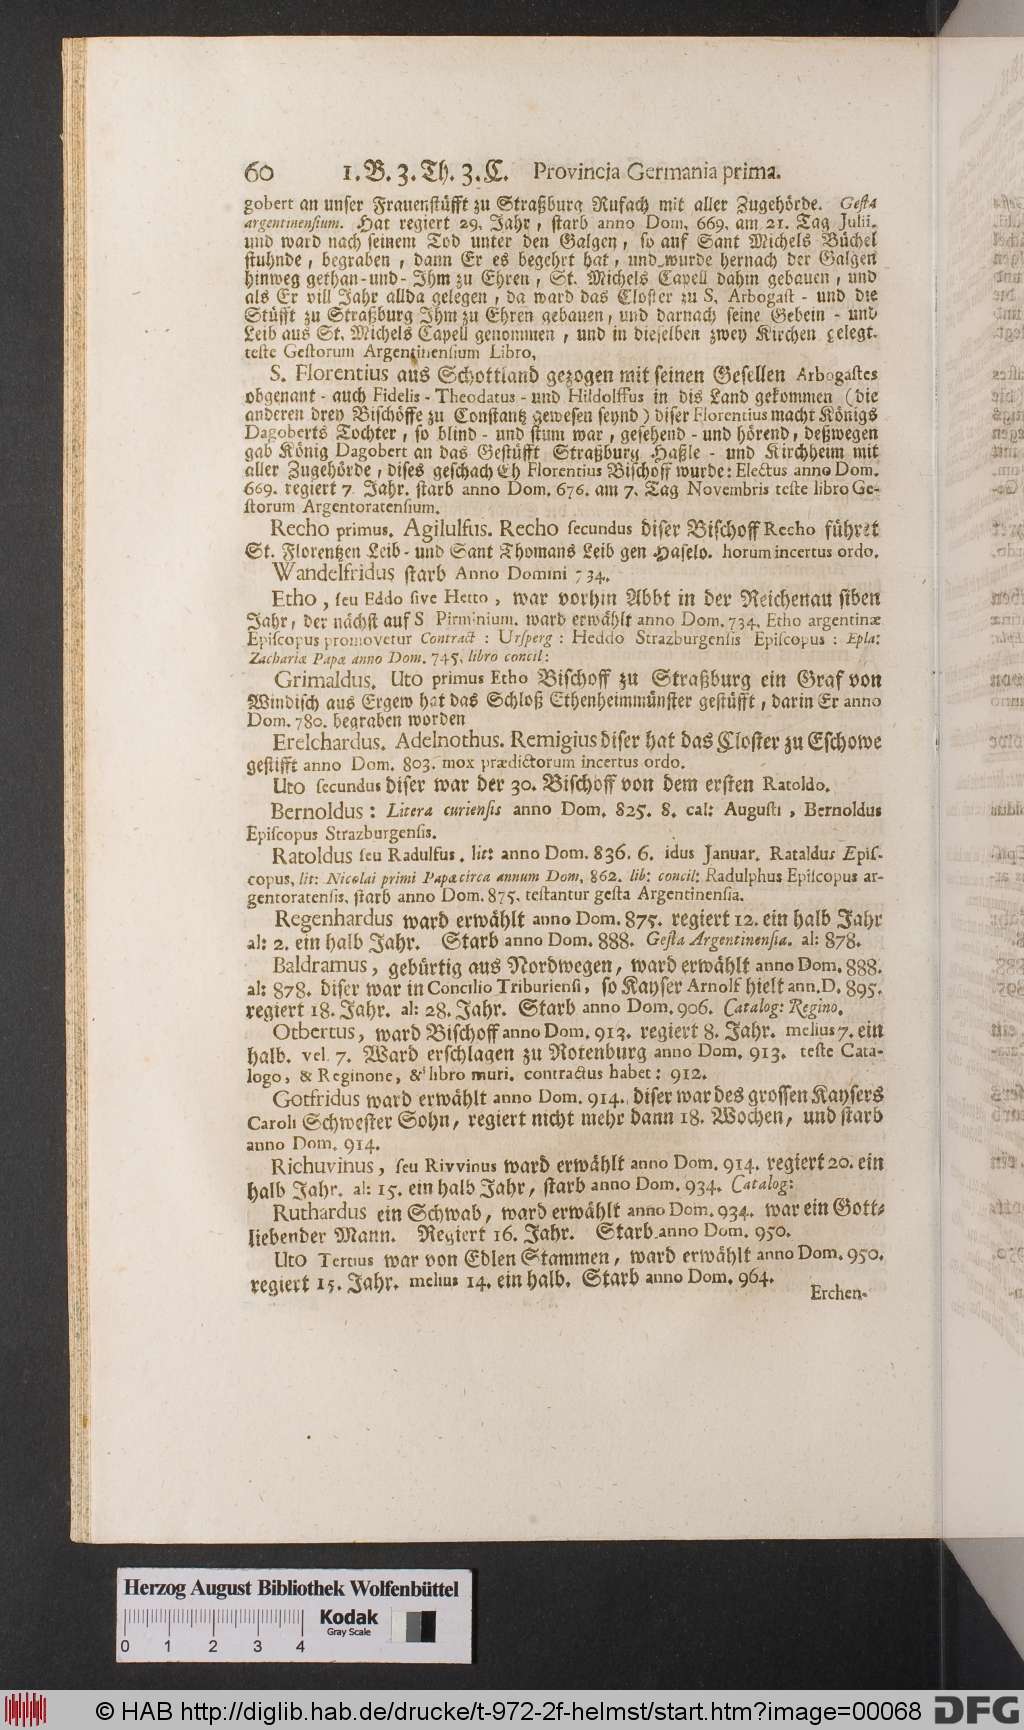 60 1. B. 3. Th. 3. C. Provincia Germania prima.
gobert an unser Frauenstüfft zu Straßburg Rufach mit aller Zugehörde. Gesta
argentinensium. Hat regiert 29. Jahr, starb anno Dom. 669. am 21. Tag Julii.
und ward nach seinem Tod unter den Galgen, so auf Sant Michels Büchel
stuhnde, begraben, dann Er es begehrt hat, und wurde hernach der Galgen
hinweg gethan-und-Ihm zu Ehren, St. Michels Capell dahin gebauen, und
als Er vill Jahr allda gelegen, da ward das Closter zu S. Arbogast - und die
Stüfft zu Straßburg Ihm zu Ehren gebauen, und darnach seine Gebein - und
Leib aus St. Michels Capell genommen, und in dieselben zwey Kirchen gelegt.
teste Gestorum Argentinensium Libro,
S. Florentius aus Schottland gezogen mit seinen Gesellen Arbogastes
obgenant - auch Fidelis - Theodatus - und Hildolffus in dis Land gekommen (die
anderen drey Bischöffe zu Constantz gewesen seynd) diser Florentius macht Königs
Dagoberts Tochter, so blind - und stum war, gesehend - und hörend, deßwegen
gab König Dagobert an das Gestüfft Straßburg Haßle - und Kirchheim mit
aller Zugehörde, dises geschach Eh Florentius Bischoff wurde: Electus anno Dom.
669. regiert 7. Jahr. starb anno Dom. 676. am 7. Tag Novembris teste libro Ge-
storum Argentoratensium.
Recho primus. Agilulfus. Recho secundus diser Bischoff Recho führet
St. Florentzen Leib - und Sant Thomans Leib gen Haselo. horum incertus ordo.
Wandelfridus starb Anno Domini 734.
Etho, seu Eddo sive Hetto, war vorhin Abbt in der Reichenau siben
Jahr, der nächst auf S Pirminium. ward erwählt anno Dom. 734. Etho argentinæ
Episcopus promovetur Contract: Ursperg: Heddo Strazburgensis Episcopus: Epla:
Zachariæ Papæ anno Dom. 745. libro concil:
Grimaldus. Uto primus Etho Bischoff zu Straßburg ein Graf von
Windisch aus Ergew hat das Schloß Ethenheimmünster gestüfft, darin Er anno
Dom. 780. begraben worden
Erelchardus. Adelnothus. Remigius diser hat das Closter zu Eschowe
gestifft anno Dom. 803. mox prædictorum incertus ordo.
Uto secundus diser war der 30. Bischoff von dem ersten Ratoldo.
Bernoldus: Litera curiensis anno Dom. 825. 8. cal: Augusti, Bernoldus
Episcopus Strazburgensis.
Ratoldus seu Radulfus. lit: anno Dom. 836. 6. idus Januar. Rataldus Epis-
copus, lit: Nicolai primi Papæ circa annum Dom. 862. lib: concil: Radulphus Episcopus ar-
gentoratensis, starb anno Dom. 875. testantur gesta Argentinensia.
Regenhardus ward erwählt anno Dom. 875. regiert 12. ein halb Jahr
al: 2. ein halb Jahr. Starb anno Dom. 888. Gesta Argentinensia. al: 878.
Baldramus, gebürtig aus Nordwegen, ward erwählt anno Dom. 888.
al: 878. diser war in Concilio Triburiensi, so Kayser Arnolf hielt ann. D. 895.
regiert 18. Jahr. al: 28. Jahr. Starb anno Dom. 906. Catalog: Regino.
Otbertus, ward Bischoff anno Dom. 913. regiert 8. Jahr. melius 7. ein
halb. vel 7. Ward erschlagen zu Rotenburg anno Dom. 913. teste Cata-
logo, & Reginone, & libro muri. contractus habet: 912.
Gotfridus ward erwählt anno Dom. 914. diser war des grossen Kaysers
Caroli Schwester Sohn, regiert nicht mehr dann 18. Wochen, und starb
anno Dom. 914.
Richuvinus, seu Rivvinus ward erwählt anno Dom. 914. regiert 20. ein
halb Jahr. al: 15. ein halb Jahr, starb anno Dom. 934. Catalog:
Ruthardus ein Schwab, ward erwählt anno Dom. 934. war ein Gott-
liebender Mann. Regiert 16. Jahr. Starb anno Dom. 950.
Uto Tertius war von Edlen Stammen, ward erwählt anno Dom. 950.
regiert 15. Jahr. melius 14. ein halb. Starb anno Dom. 964.
Erchen-
Herzog August Bibliothek Wolfenbüttel
Kodak
Gray Scale
0 1 2 3 4
© HAB http://diglib.hab.de/drucke/t-972-2f-helmst/start.htm?image=00068
DFG